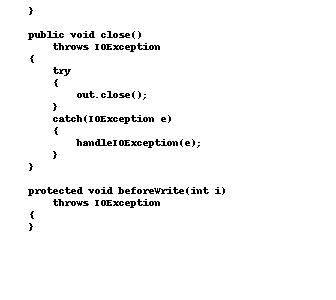 }
public void close()
throws IOException
{
try
{
out.close();
}
catch(IOException e)
{
handleIOException(e);
}
}
protected void beforeWrite(int i)
throws IOException
{
}